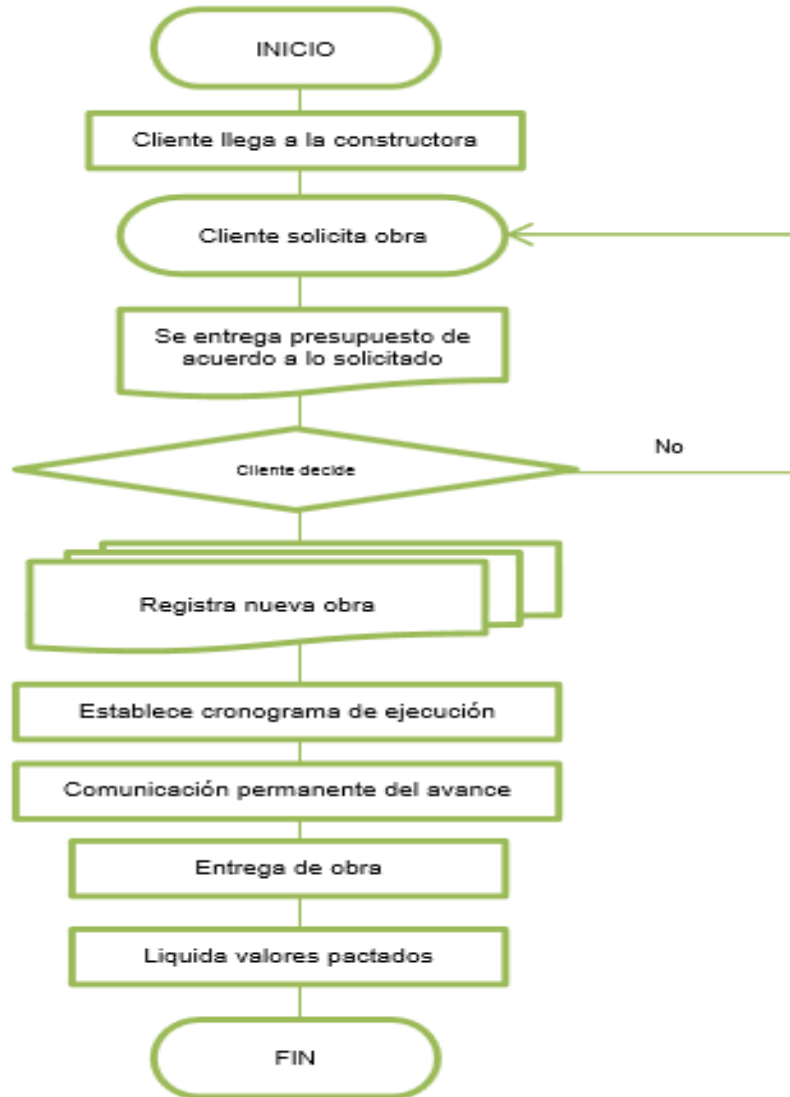 INICIO
Cliente llega a la constructora
Cliente solicita obra
Se entrega presupuesto de
acuerdo a lo solicitado
Cliente decide
No
Registra nueva obra
Establece cronograma de ejecución
Comunicación permanente del avance
Entrega de obra
Liquida valores pactados
FIN